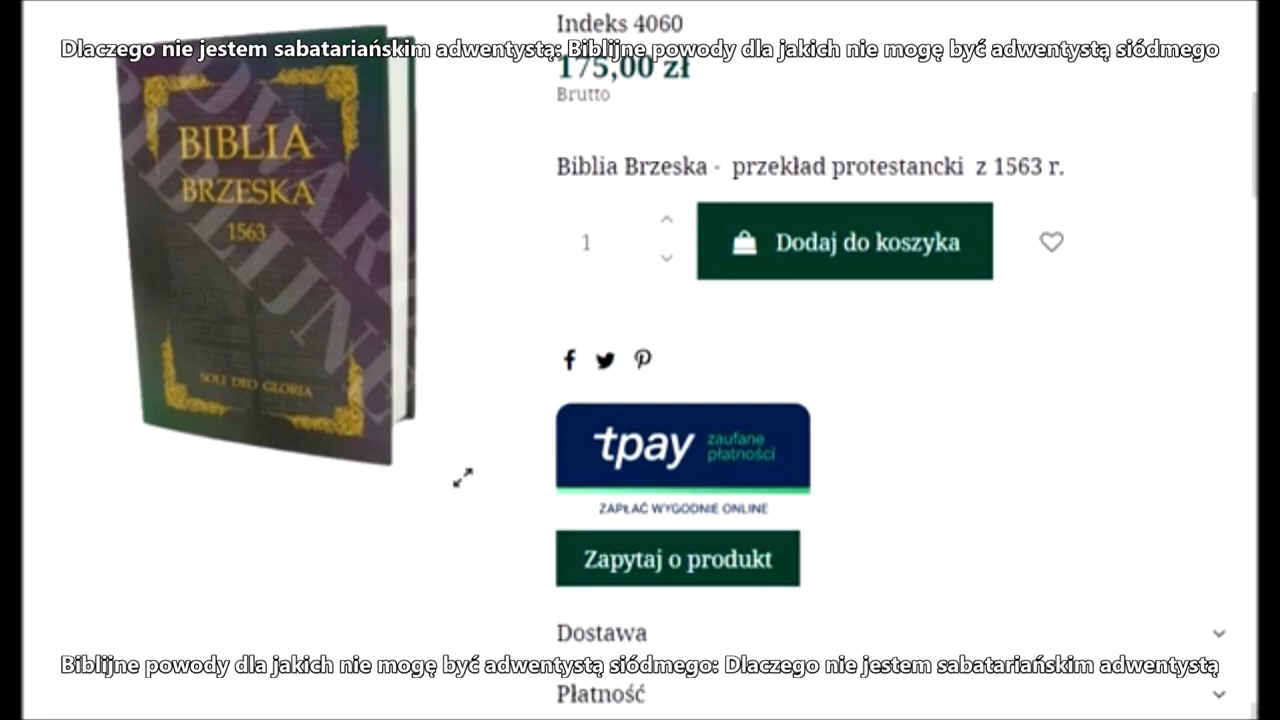 Indeks 4060
Dlaczego nie jestem sabatariańskim adwentystą: Biblijne powody dla jakich nie mogę być adwentystą siódmego
175,00 zł
Brutto
BIBLIA
BRZESKA
1563
SOLI DEO GLORIA
Biblia Brzeska - przekład protestancki z 1563 r.
1
Dodaj do koszyka
tpay zaufane
płatności
ZAPŁAĆ WYGODNIE ONLINE
Zapytaj o produkt
Dostawa
Biblijne powody dla jakich nie mogę być adwentystą siódmego: Dlaczego nie jestem sabatariańskim adwentystą
Płatność